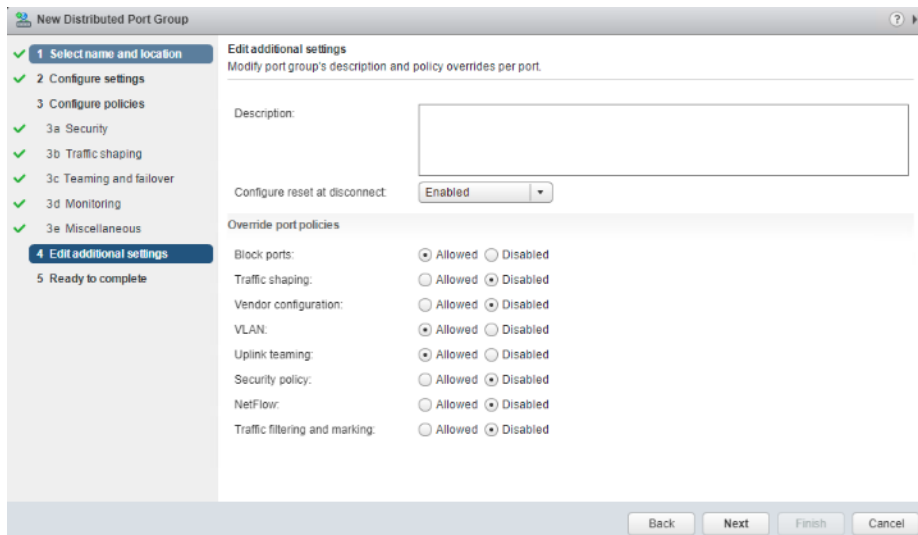 New Distributed Port Group
?
1 Select name and location
2 Configure settings
3 Configure policies
3a Security
3b Traffic shaping
3c Teaming and failover
3d Monitoring
3e Miscellaneous
4 Edit additional settings
5 Ready to complete
Edit additional settings
Modify port group's description and policy overrides per port.
Description:
Configure reset at disconnect: Enabled
Override port policies
Block ports: Allowed Disabled
Traffic shaping: Allowed Disabled
Vendor configuration: Allowed Disabled
VLAN: Allowed Disabled
Uplink teaming: Allowed Disabled
Security policy: Allowed Disabled
NetFlow: Allowed Disabled
Traffic filtering and marking: Allowed Disabled
Back Next Finish Cancel